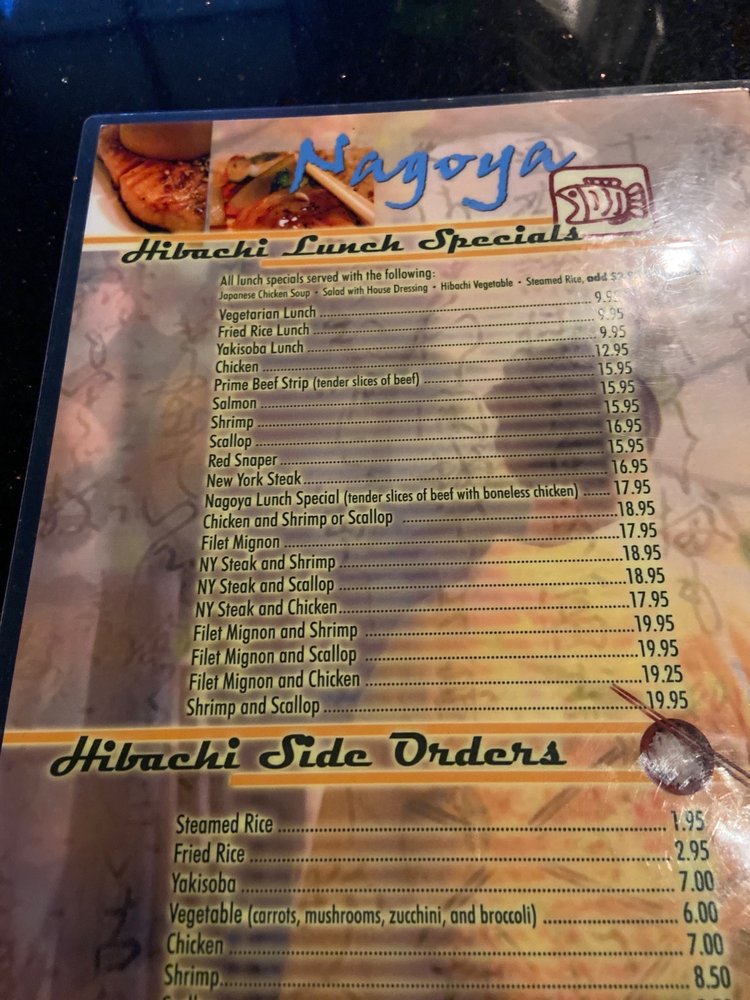 Nagoya
Hibachi Lunch Specials
All lunch specials served with the following:
Japanese Chicken Soup • Salad with House Dressing • Hibachi Vegetable • Steamed Rice, add
Vegetarian Lunch 9.95
Fried Rice Lunch 9.95
Yakisoba Lunch 9.95
Chicken 12.95
Prime Beef Strip (tender slices of beef) 15.95
Salmon 15.95
Shrimp 15.95
Scallop 16.95
Red Snaper 15.95
New York Steak 16.95
Nagoya Lunch Special (tender slices of beef with boneless chicken) 17.95
Chicken and Shrimp or Scallop 18.95
Filet Mignon 17.95
NY Steak and Shrimp 18.95
NY Steak and Scallop 18.95
NY Steak and Chicken 17.95
Filet Mignon and Shrimp 19.95
Filet Mignon and Scallop 19.95
Filet Mignon and Chicken 19.25
Shrimp and Scallop 19.95
Hibachi Side Orders
Steamed Rice 1.95
Fried Rice 2.95
Yakisoba 7.00
Vegetable (carrots, mushrooms, zucchini, and broccoli) 6.00
Chicken 7.00
Shrimp 8.50